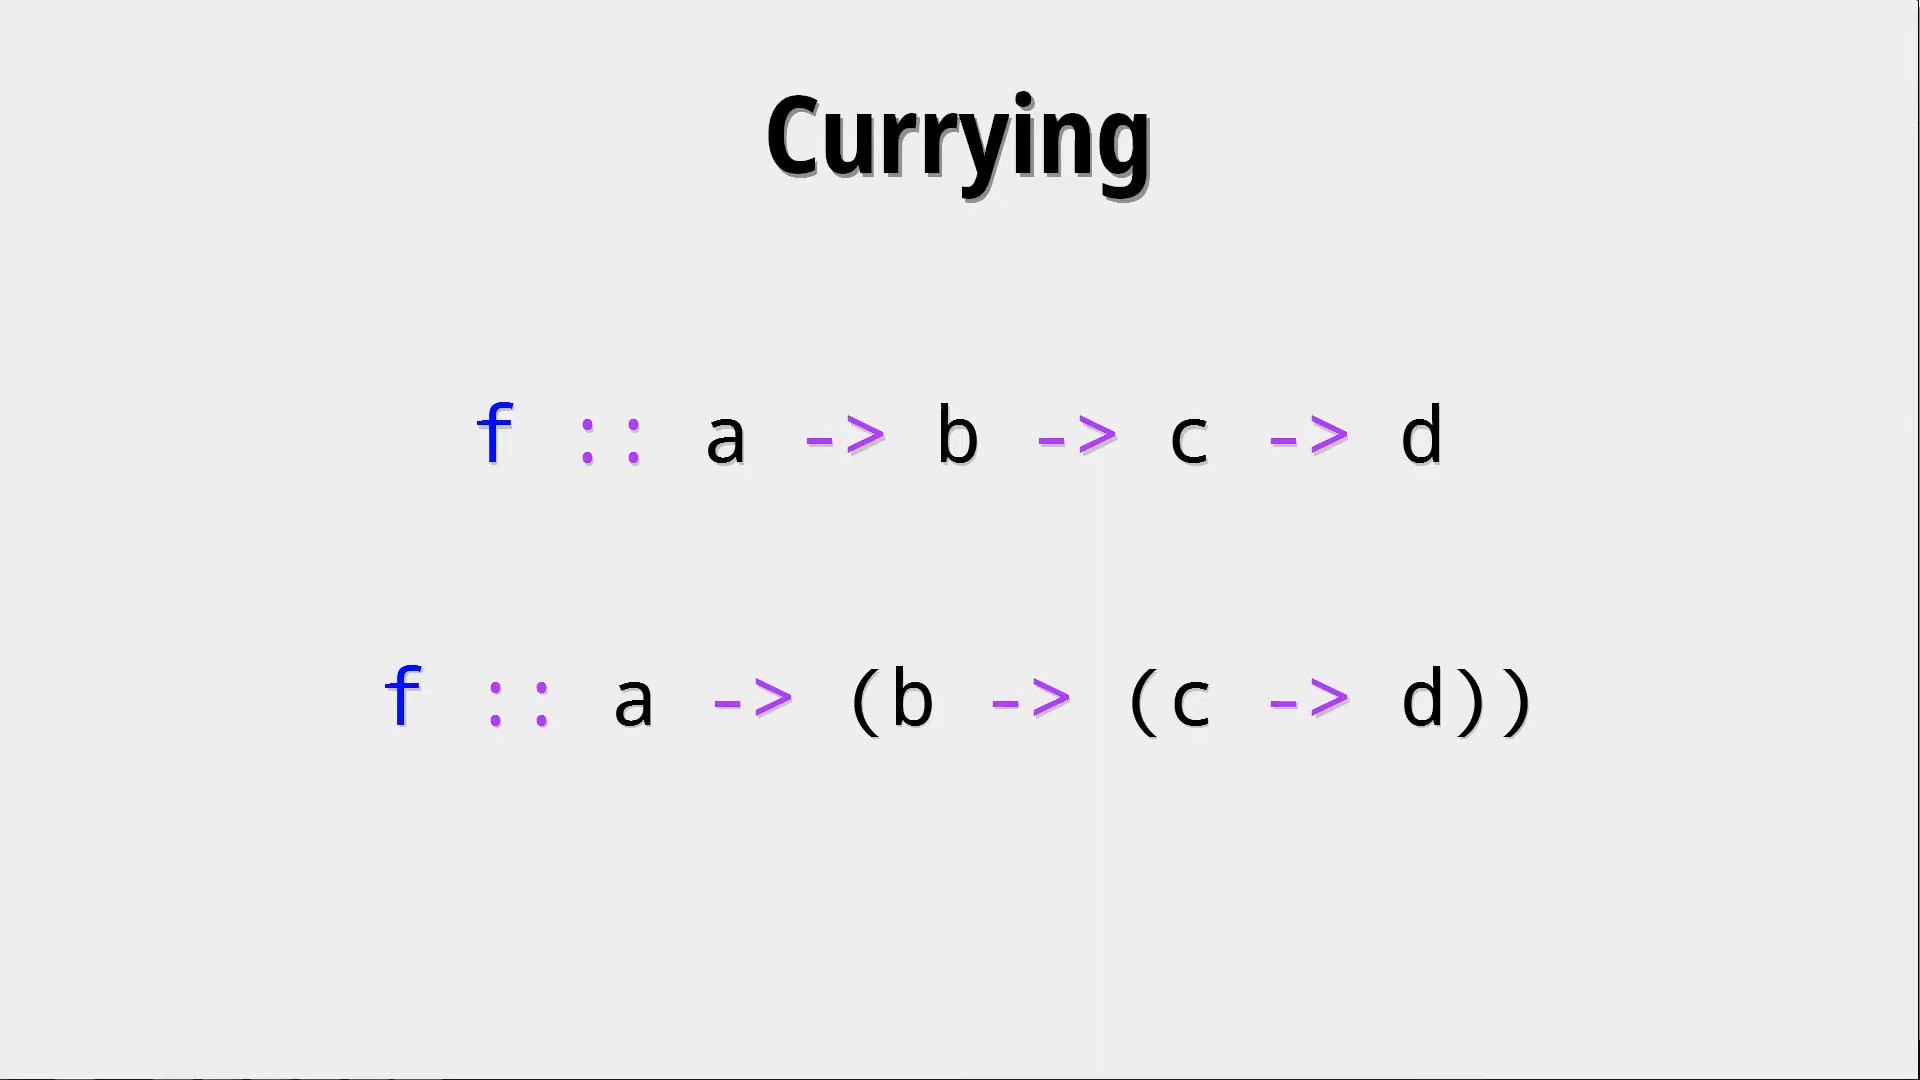 Currying
f :: a -> b -> c -> d
f :: a -> (b -> (c -> d))